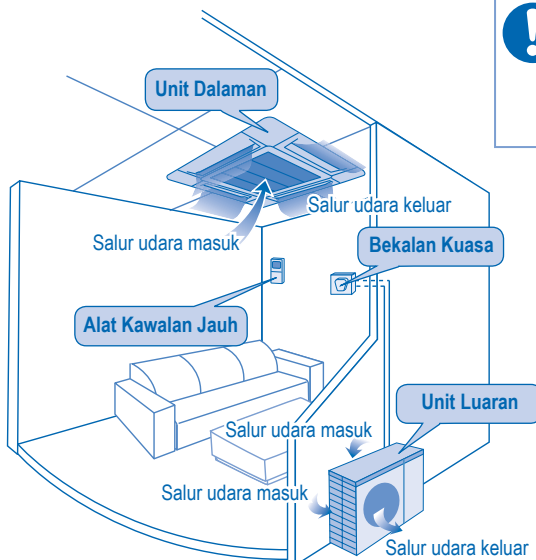 Unit Dalaman
Salur udara keluar
Salur udara masuk
Bekalan Kuasa
Alat Kawalan Jauh
Unit Luaran
Salur udara masuk
Salur udara masuk
Salur udara keluar